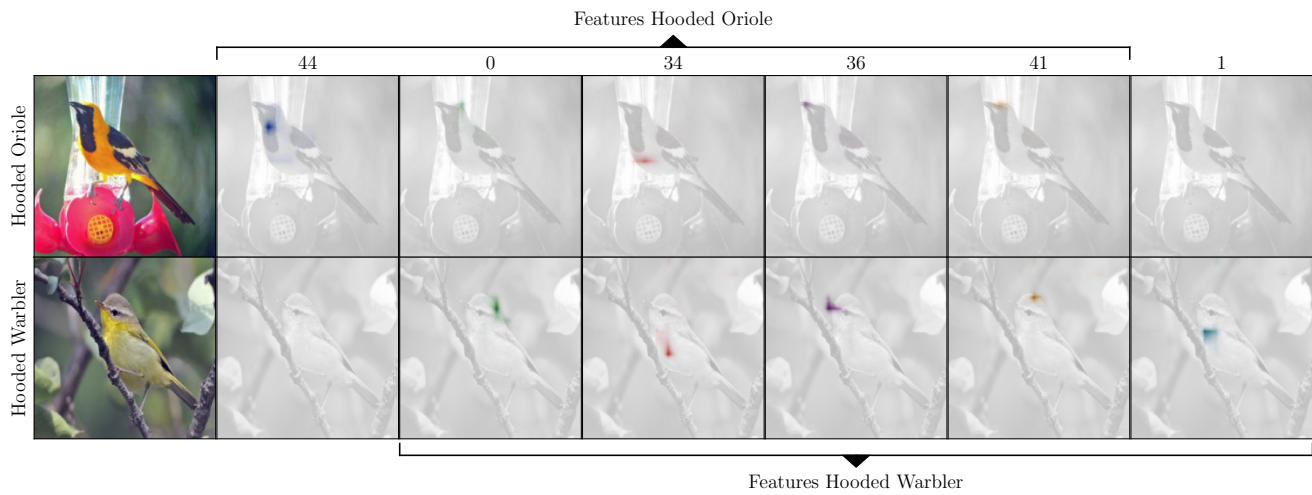 Features Hooded Oriole
44 0 34 36 41 1
Hooded Oriole
Hooded Warbler
Features Hooded Warbler